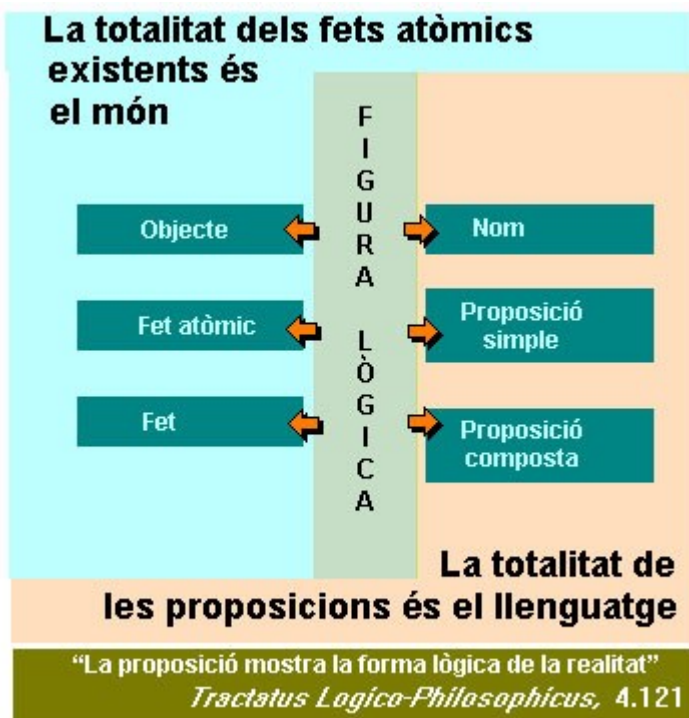 La totalitat dels fets atòmics
existents és
el món
FIGURA LÒGICA
Objecte
Nom
Fet atòmic
Proposició
simple
Fet
Proposició
composta
La totalitat de
les proposicions és el llenguatge
“La proposició mostra la forma lògica de la realitat”
Tractatus Logico-Philosophicus, 4.121